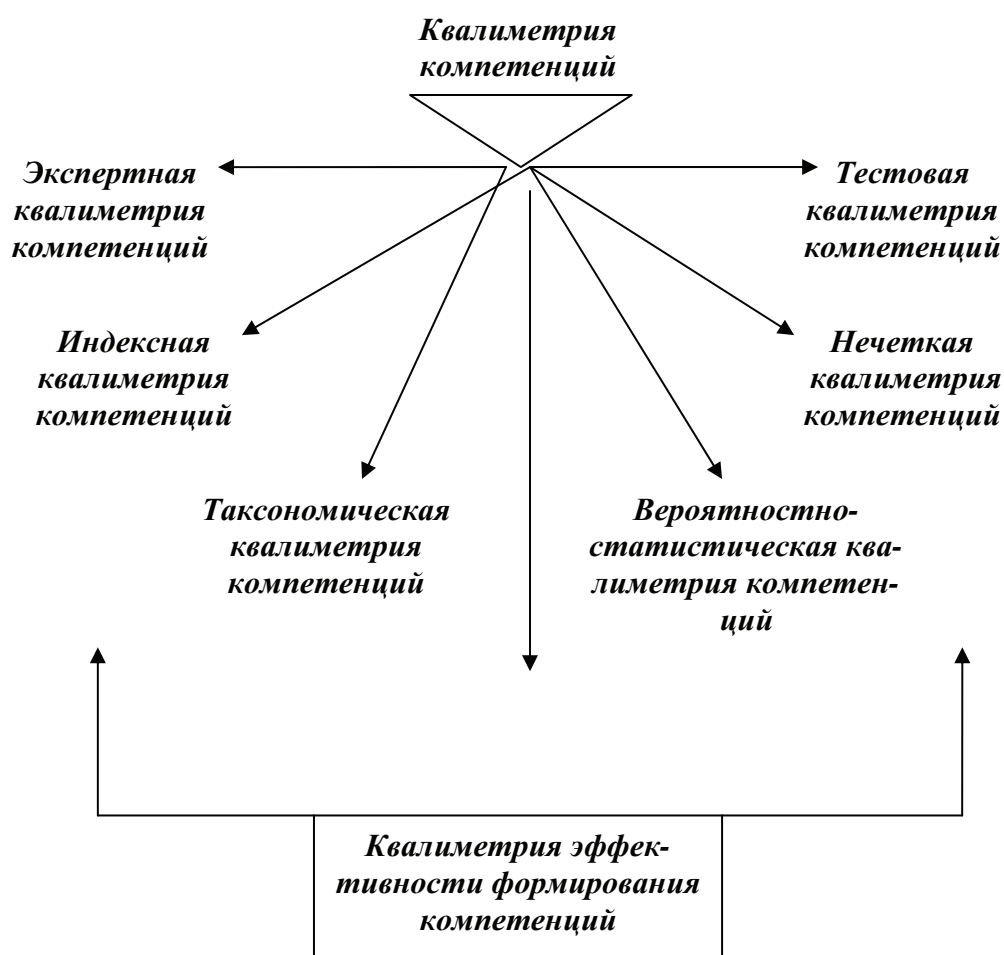 Квалиметрия
компетенций
Экспертная
квалиметрия
компетенций
Тестовая
квалиметрия
компетенций
Индексная
квалиметрия
компетенций
Нечеткая
квалиметрия
компетенций
Таксономическая
квалиметрия
компетенций
Вероятностно-
статистическая ква-
лиметрия компетен-
ций
Квалиметрия эффек-
тивности формирования
компетенций